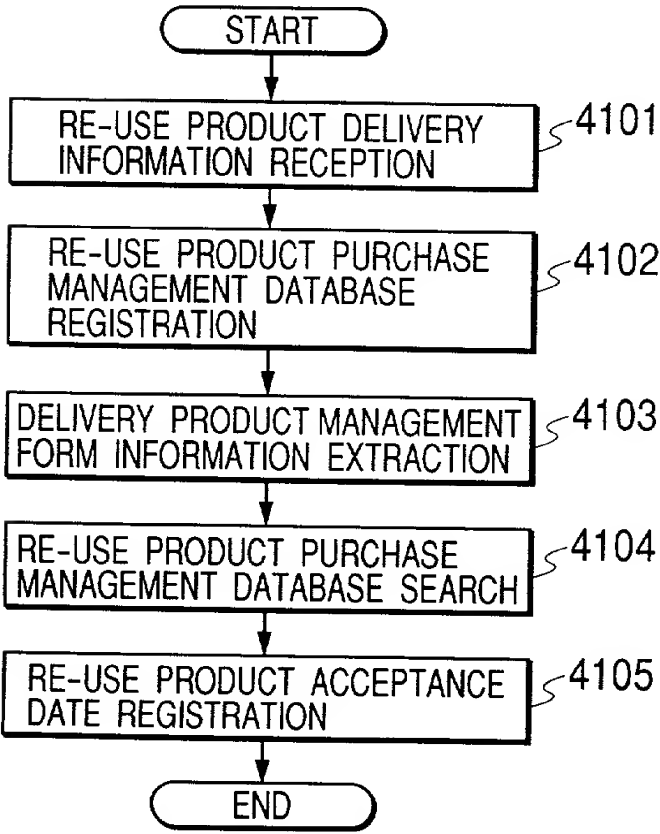 START
RE-USE PRODUCT DELIVERY
INFORMATION RECEPTION
4101
RE-USE PRODUCT PURCHASE
MANAGEMENT DATABASE
REGISTRATION
4102
DELIVERY PRODUCT MANAGEMENT
FORM INFORMATION EXTRACTION
4103
RE-USE PRODUCT PURCHASE
MANAGEMENT DATABASE SEARCH
4104
RE-USE PRODUCT ACCEPTANCE
DATE REGISTRATION
4105
END